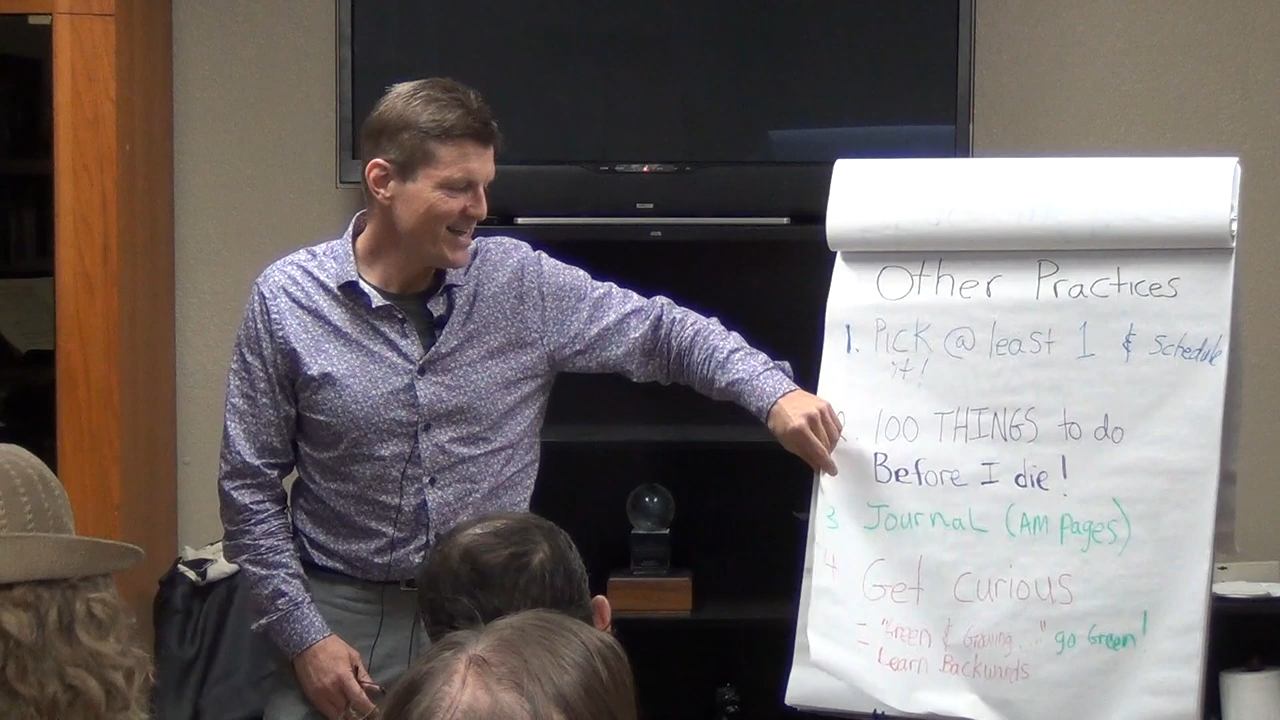 Other Practices
1. Pick @ least 1 & schedule
it!
2. 100 THINGS to do
Before I die!
3 Journal (AM pages)
4 Get curious
- "Green & Growing..." go Green!
- Learn Backwards